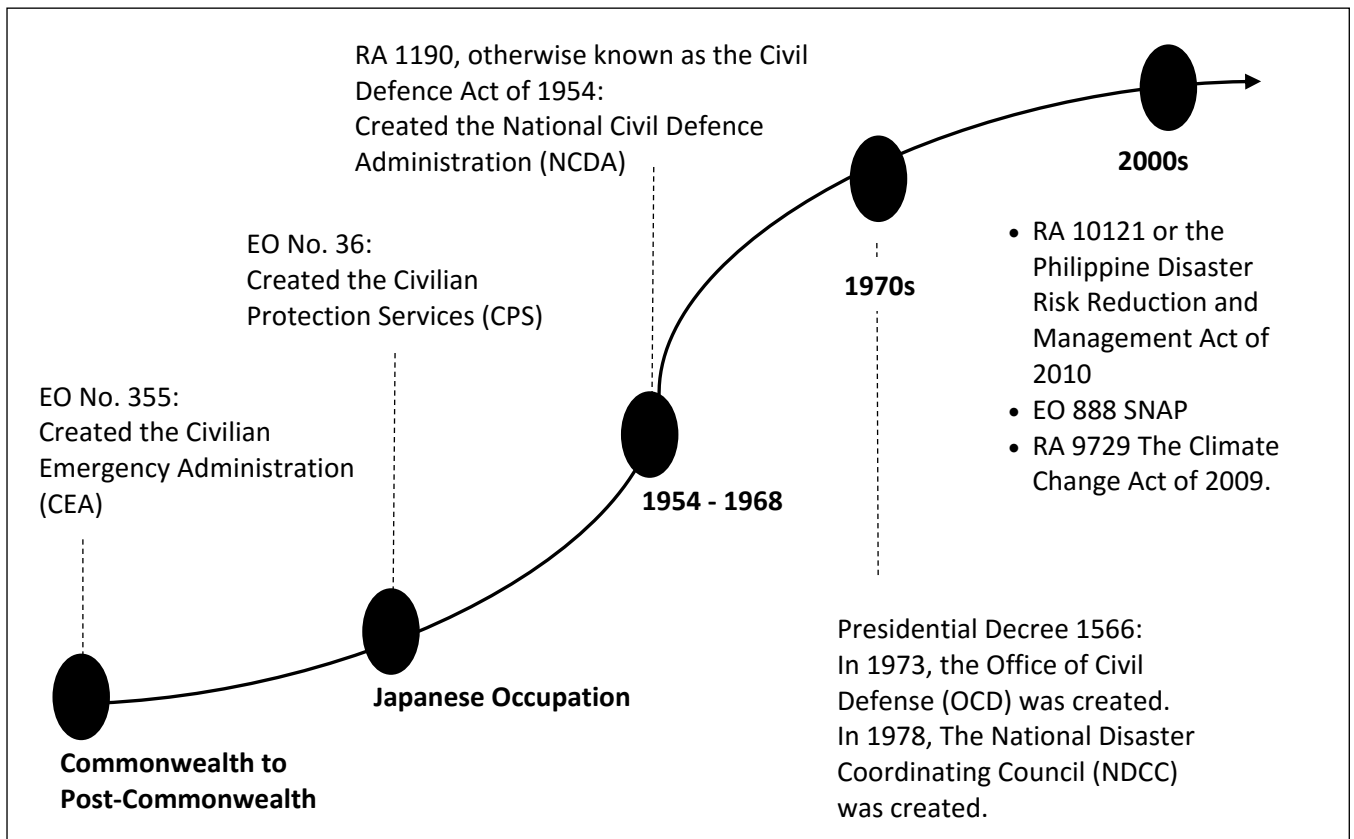 EO No. 355:
Created the Civilian
Emergency Administration
(CEA)
Commonwealth to
Post-Commonwealth
EO No. 36:
Created the Civilian
Protection Services (CPS)
Japanese Occupation
RA 1190, otherwise known as the Civil
Defence Act of 1954:
Created the National Civil Defence
Administration (NCDA)
1954 - 1968
1970s
Presidential Decree 1566:
In 1973, the Office of Civil
Defense (OCD) was created.
In 1978, The National Disaster
Coordinating Council (NDCC)
was created.
2000s
• RA 10121 or the
Philippine Disaster
Risk Reduction and
Management Act of
2010
• EO 888 SNAP
• RA 9729 The Climate
Change Act of 2009.